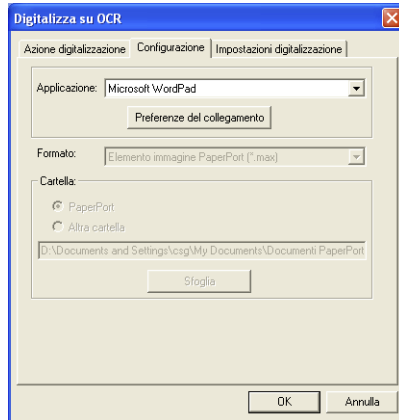 Digitalizza su OCR
Azione digitalizzazione Configurazione Impostazioni digitalizzazione
Applicazione: Microsoft WordPad
Preferenze del collegamento
Formato: Elemento immagine PaperPort (*.max)
Cartella:
PaperPort
Altra cartella
D:\Documents and Settings\csg\My Documents\Documenti PaperPort
Sfoglia
OK Annulla